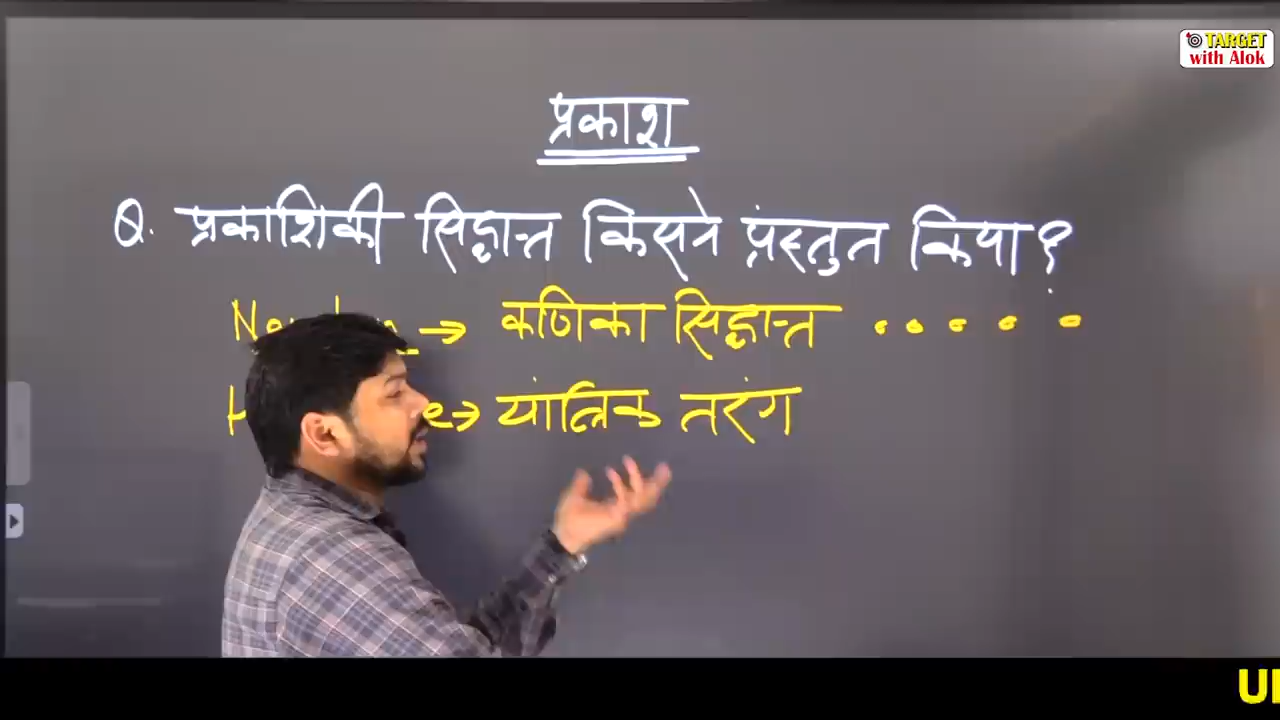 TARGET
with Alok
प्रकाश
Q. प्रकाशिकी सिद्धान्त किसने प्रस्तुत किया?
→ कणिका सिद्धान्त
→ यांत्रिक तरंग